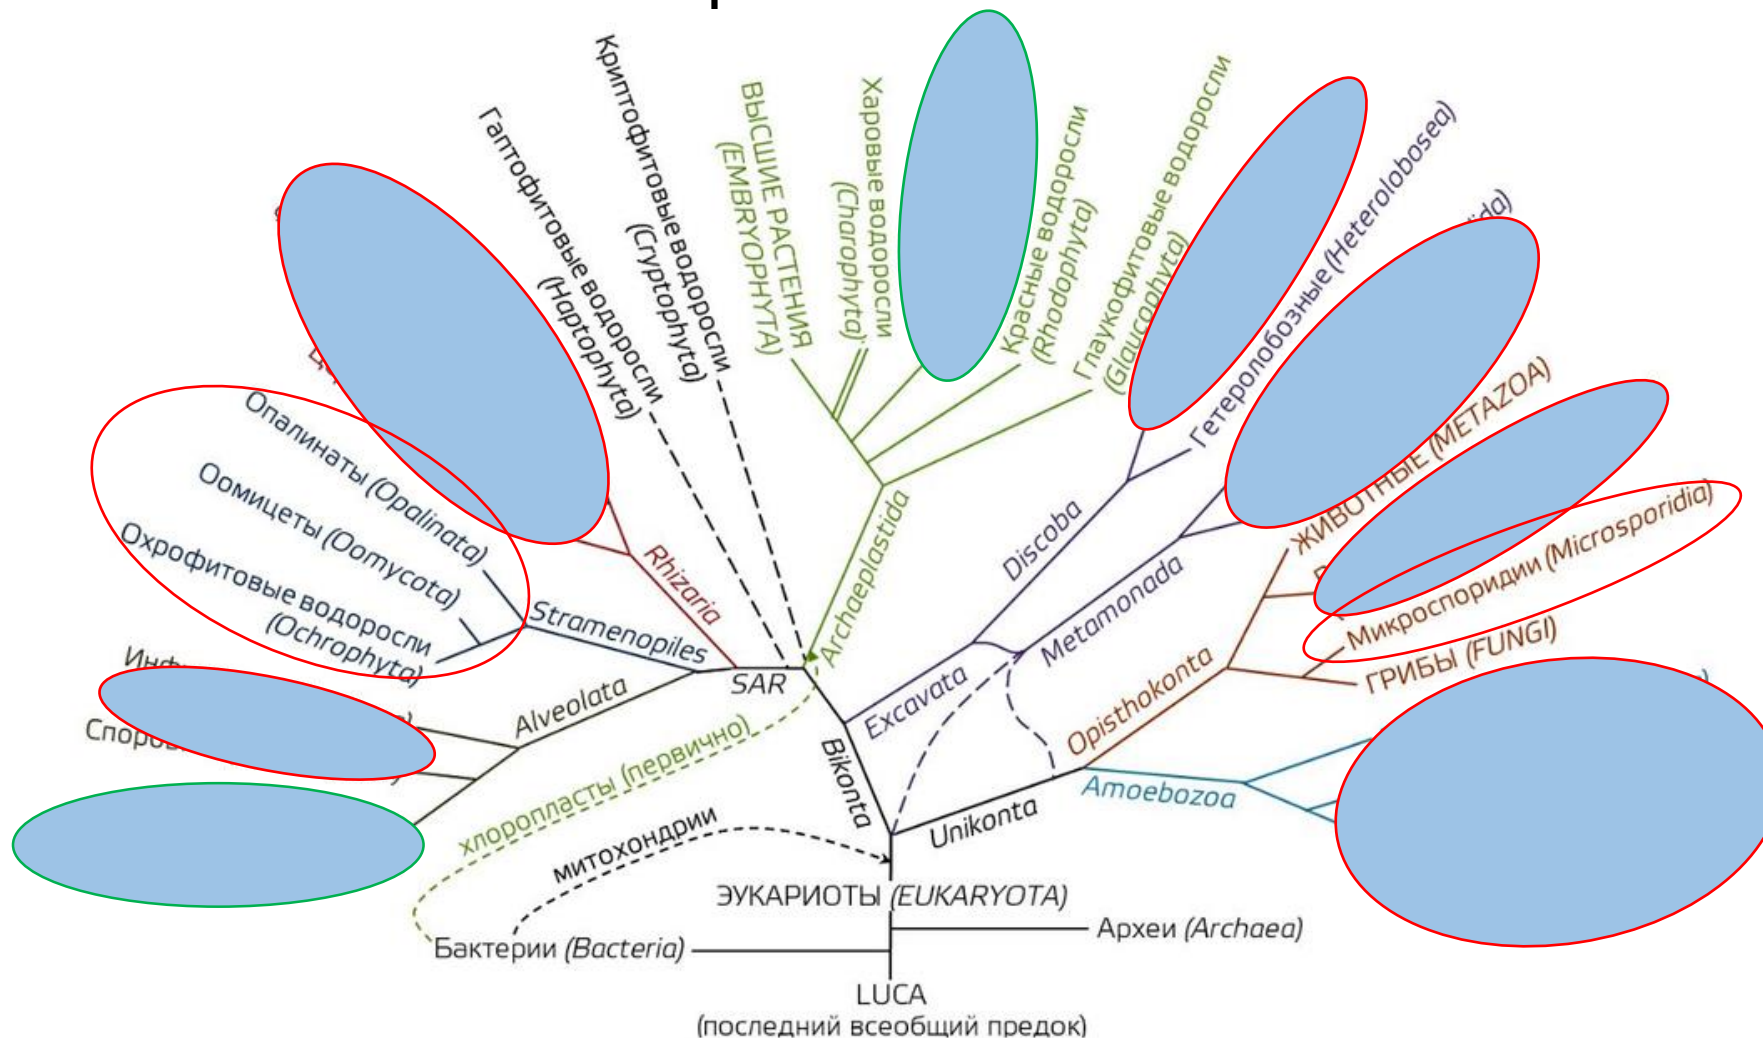 Криптофитовые водоросли
(Cryptophyta)
Гаптофитовые водоросли
(Haptophyta)
ВЫСШИЕ РАСТЕНИЯ
(EMBRYOPHYTA)
Харовые водоросли
(Charophyta)
Красные водоросли
(Rhodophyta)
Глаукофитовые водоросли
(Glaucophyta)
Гетеролобозные (Heterolobosea)
ЖИВОТНЫЕ (METAZOA)
Микроспоридии (Microsporidia)
ГРИБЫ (FUNGI)
Опалинаты (Opalinata)
Оомицеты (Oomycota)
Охрофитовые водоросли
(Ochrophyta)
Rhizaria
Stramenopiles
Alveolata
SAR
Archaeplastida
Discoba
Metamonada
Excavata
Opisthokonta
Amoebozoa
Bikonta
Unikonta
хлоропласты (первично)
митохондрии
ЭУКАРИОТЫ (EUKARYOTA)
Бактерии (Bacteria)
Археи (Archaea)
LUCA
(последний всеобщий предок)